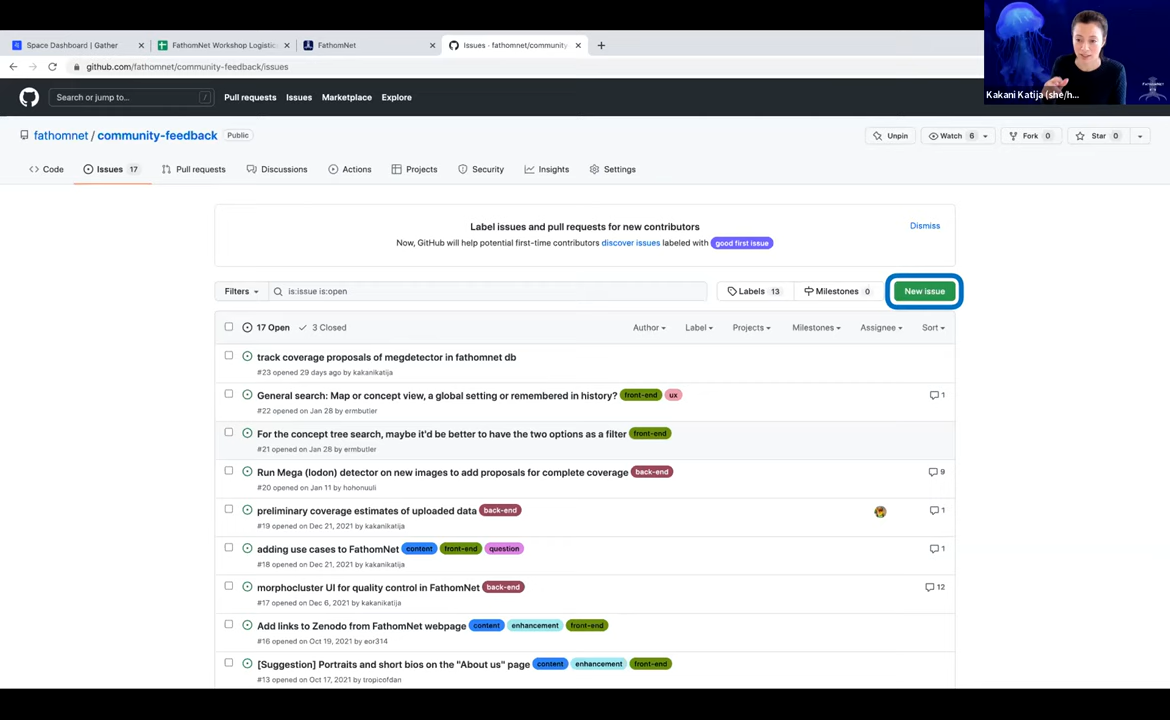 Space Dashboard | Gather
FathomNet Workshop Logistic
FathomNet
Issues · fathomnet/community
github.com/fathomnet/community-feedback/issues
Kakani Katija (she/h...
Search or jump to...
/
Pull requests
Issues
Marketplace
Explore
fathomnet / community-feedback
Public
Unpin
Watch 6
Fork 0
Star 0
Code
Issues 17
Pull requests
Discussions
Actions
Projects
Security
Insights
Settings
Label issues and pull requests for new contributors
Dismiss
Now, GitHub will help potential first-time contributors discover issues labeled with good first issue
Filters
is:issue is:open
Labels 13
Milestones 0
New issue
17 Open
3 Closed
Author
Label
Projects
Milestones
Assignee
Sort
track coverage proposals of megdetector in fathomnet db
#23 opened 29 days ago by kakanikatija
General search: Map or concept view, a global setting or remembered in history? front-end ux 1
#22 opened on Jan 28 by ermbutler
For the concept tree search, maybe it'd be better to have the two options as a filter front-end
#21 opened on Jan 28 by ermbutler
Run Mega (lodon) detector on new images to add proposals for complete coverage back-end 9
#20 opened on Jan 11 by hohonuuli
preliminary coverage estimates of uploaded data back-end 1
#19 opened on Dec 21, 2021 by kakanikatija
adding use cases to FathomNet content front-end question 1
#18 opened on Dec 21, 2021 by kakanikatija
morphocluster UI for quality control in FathomNet back-end 12
#17 opened on Dec 6, 2021 by kakanikatija
Add links to Zenodo from FathomNet webpage content enhancement front-end
#16 opened on Oct 19, 2021 by eor314
[Suggestion] Portraits and short bios on the "About us" page content enhancement front-end
#13 opened on Oct 17, 2021 by tropicofdan